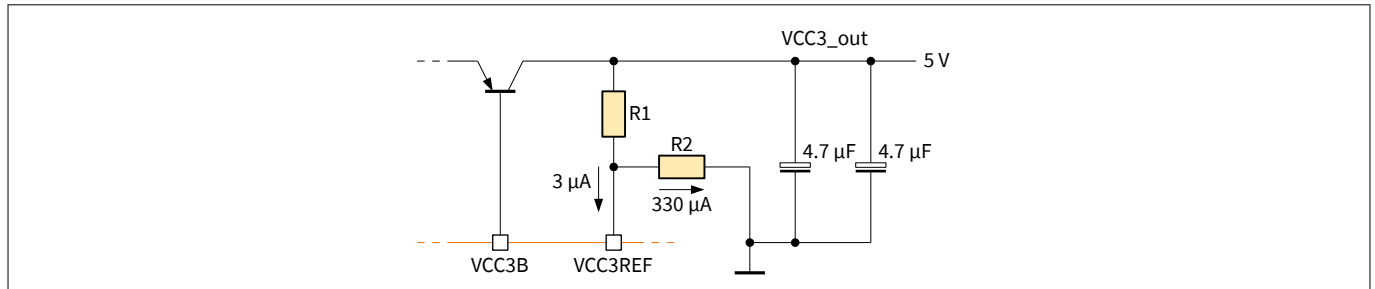 VCC3_out
5 V
R1
R2
4.7 µF
4.7 µF
3 µA
330 µA
VCC3B
VCC3REF